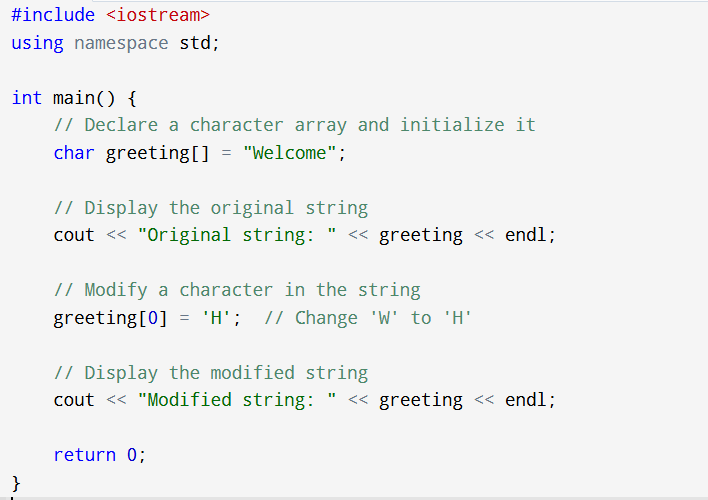 #include <iostream>
using namespace std;
int main() {
// Declare a character array and initialize it
char greeting[] = "Welcome";
// Display the original string
cout << "Original string: " << greeting << endl;
// Modify a character in the string
greeting[0] = 'H';  // Change 'W' to 'H'
// Display the modified string
cout << "Modified string: " << greeting << endl;
return 0;
}